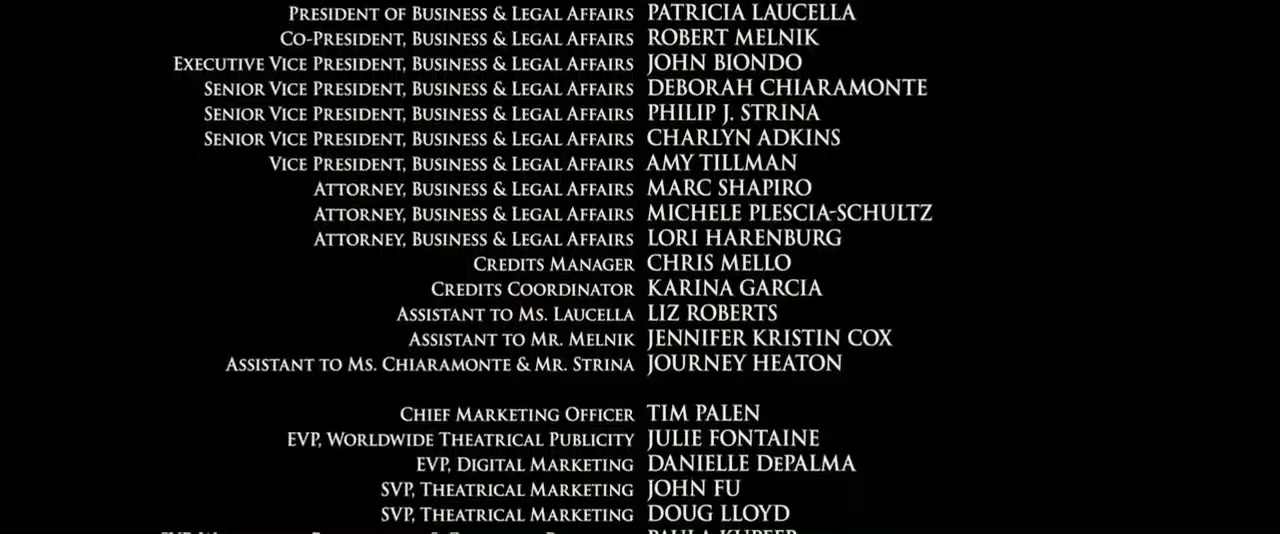 PRESIDENT OF BUSINESS & LEGAL AFFAIRS PATRICIA LAUCELLA
CO-PRESIDENT, BUSINESS & LEGAL AFFAIRS ROBERT MELNIK
EXECUTIVE VICE PRESIDENT, BUSINESS & LEGAL AFFAIRS JOHN BIONDO
SENIOR VICE PRESIDENT, BUSINESS & LEGAL AFFAIRS DEBORAH CHIARAMONTE
SENIOR VICE PRESIDENT, BUSINESS & LEGAL AFFAIRS PHILIP J. STRINA
SENIOR VICE PRESIDENT, BUSINESS & LEGAL AFFAIRS CHARLYN ADKINS
VICE PRESIDENT, BUSINESS & LEGAL AFFAIRS AMY TILLMAN
ATTORNEY, BUSINESS & LEGAL AFFAIRS MARC SHAPIRO
ATTORNEY, BUSINESS & LEGAL AFFAIRS MICHELE PLESCIA-SCHULTZ
ATTORNEY, BUSINESS & LEGAL AFFAIRS LORI HARENBURG
CREDITS MANAGER CHRIS MELLO
CREDITS COORDINATOR KARINA GARCIA
ASSISTANT TO MS. LAUCELLA LIZ ROBERTS
ASSISTANT TO MR. MELNIK JENNIFER KRISTIN COX
ASSISTANT TO MS. CHIARAMONTE & MR. STRINA JOURNEY HEATON
CHIEF MARKETING OFFICER TIM PALEN
EVP, WORLDWIDE THEATRICAL PUBLICITY JULIE FONTAINE
EVP, DIGITAL MARKETING DANIELLE DePALMA
SVP, THEATRICAL MARKETING JOHN FU
SVP, THEATRICAL MARKETING DOUG LLOYD